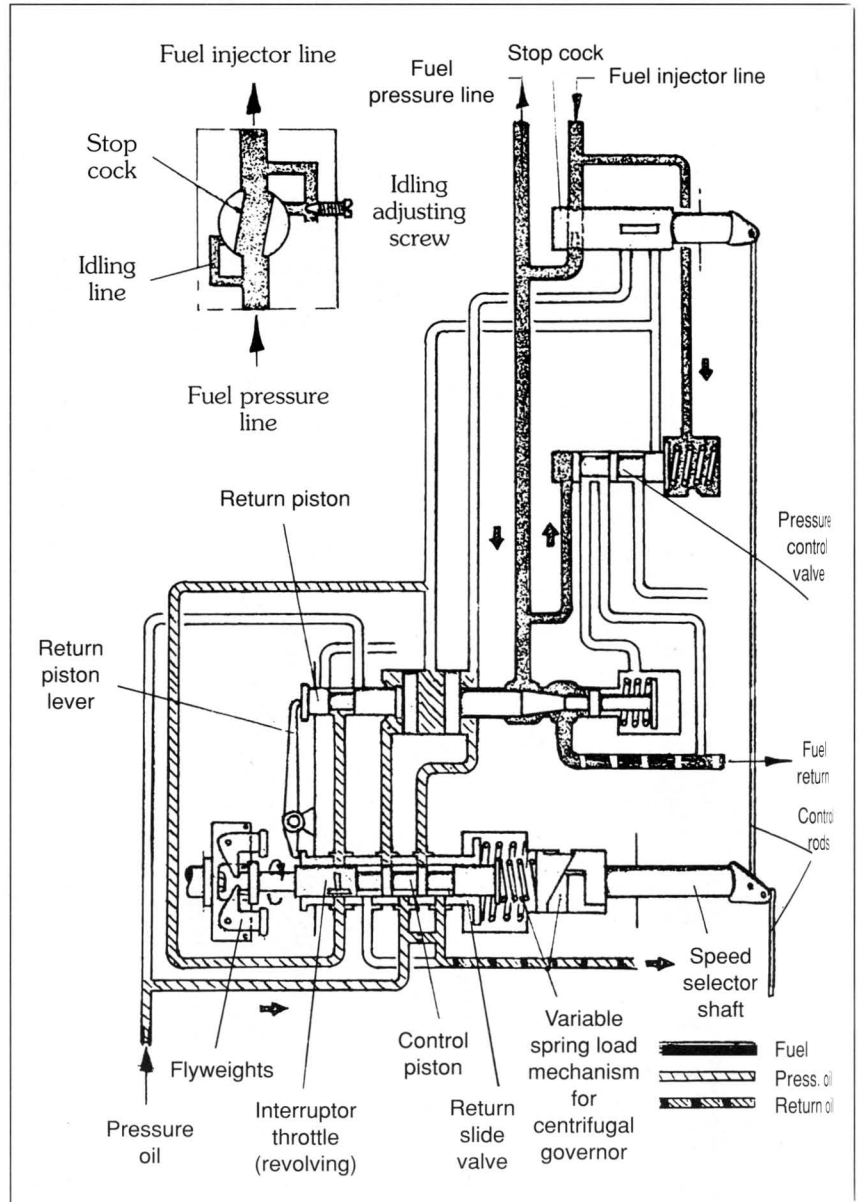 Fuel injector line
Stop
cock
Idling
adjusting
screw
Idling
line
Fuel pressure
line
Fuel
pressure line
Stop cock
Fuel injector line
Pressure
control
valve
Return piston
Return
piston
lever
Fuel
return
Control
rods
Speed
selector
shaft
Flyweights
Pressure
oil
Interruptor
throttle
(revolving)
Control
piston
Return
slide
valve
Variable
spring load
mechanism
for
centrifugal
governor
Fuel
Press. oil
Return oil